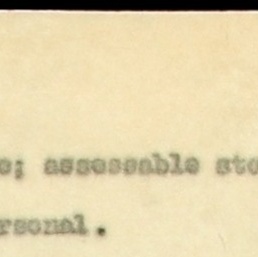 e; assessable sto
rsonal.